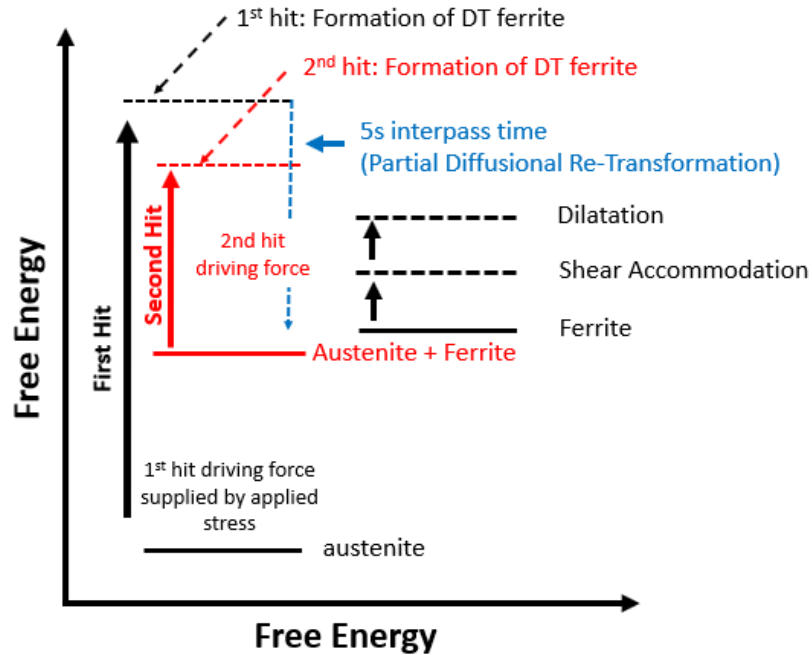 1st hit: Formation of DT ferrite
2nd hit: Formation of DT ferrite
5s interpass time
(Partial Diffusional Re-Transformation)
Dilatation
2nd hit
driving force
Shear Accommodation
Ferrite
Austenite + Ferrite
Second Hit
First Hit
Free Energy
1st hit driving force
supplied by applied
stress
austenite
Free Energy